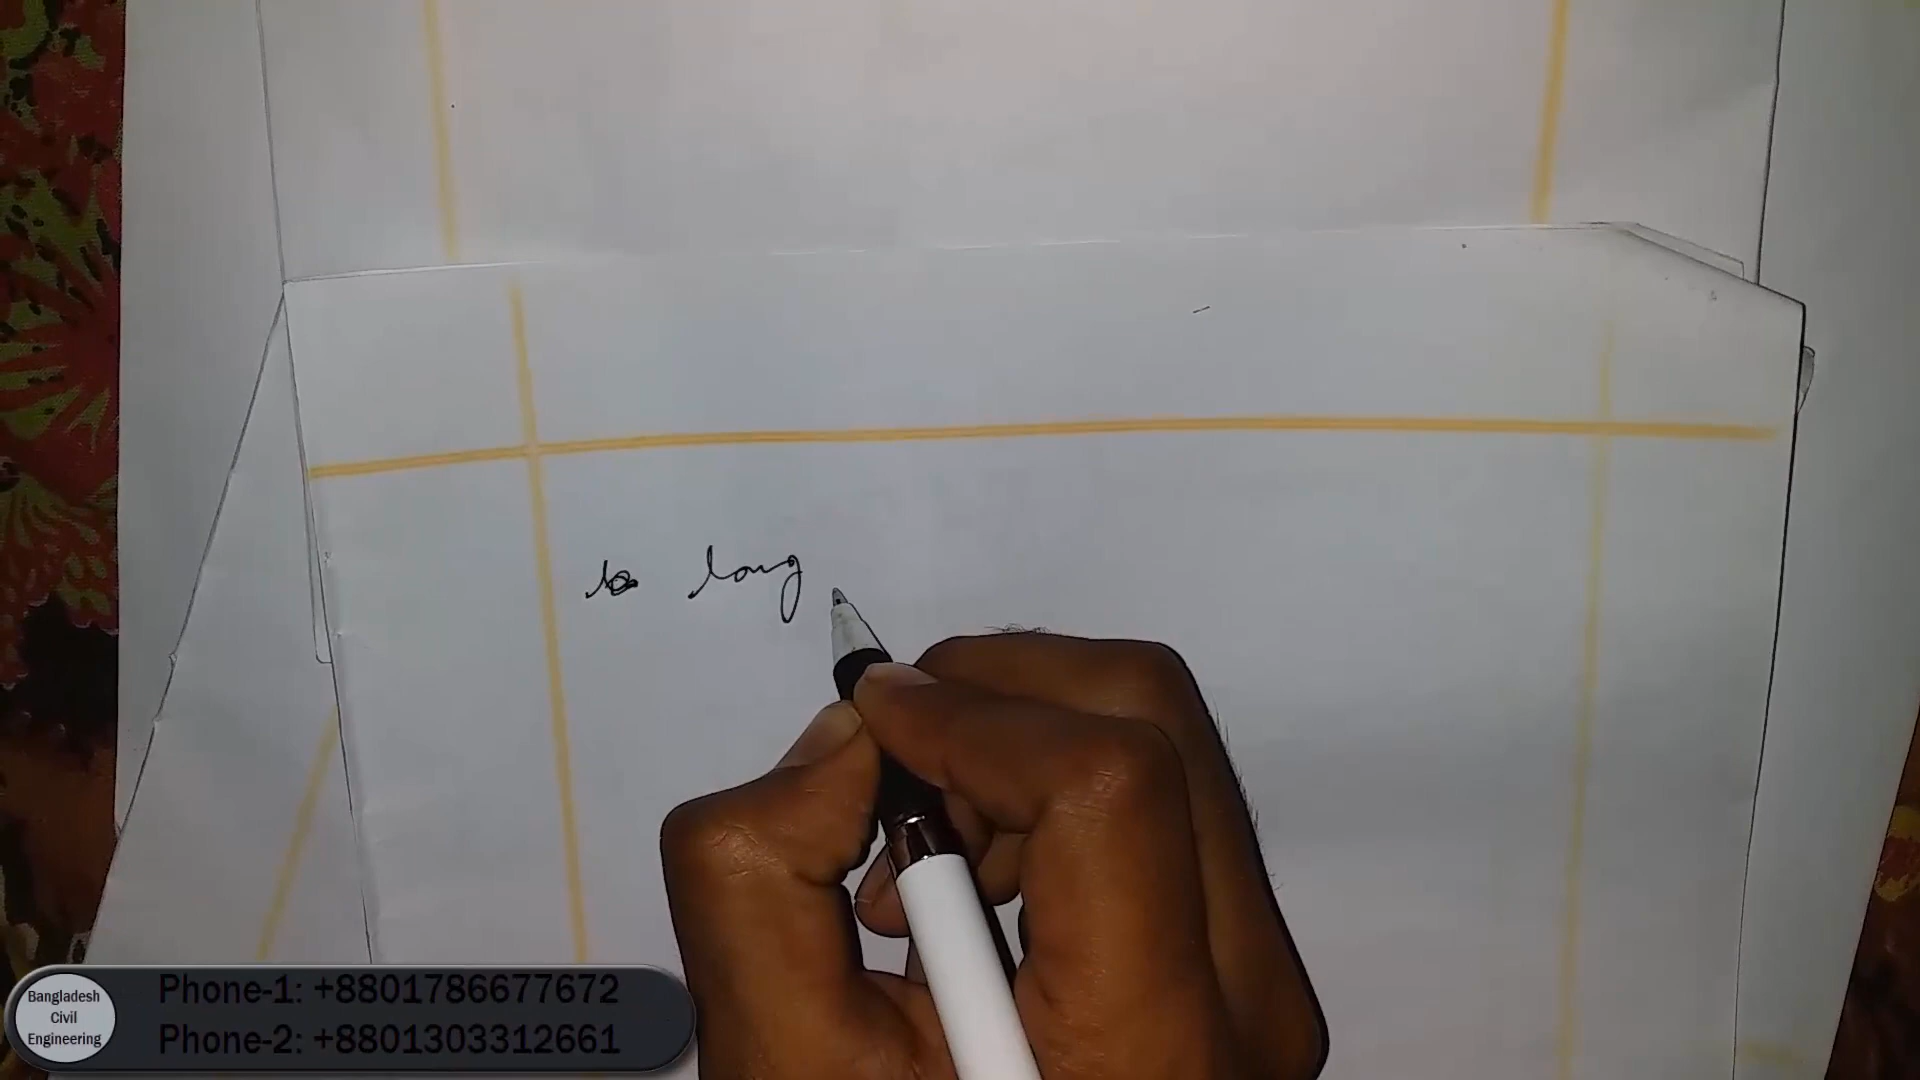 long
Bangladesh
Civil
Engineering
Phone-1: +8801786677672
Phone-2: +8801303312661